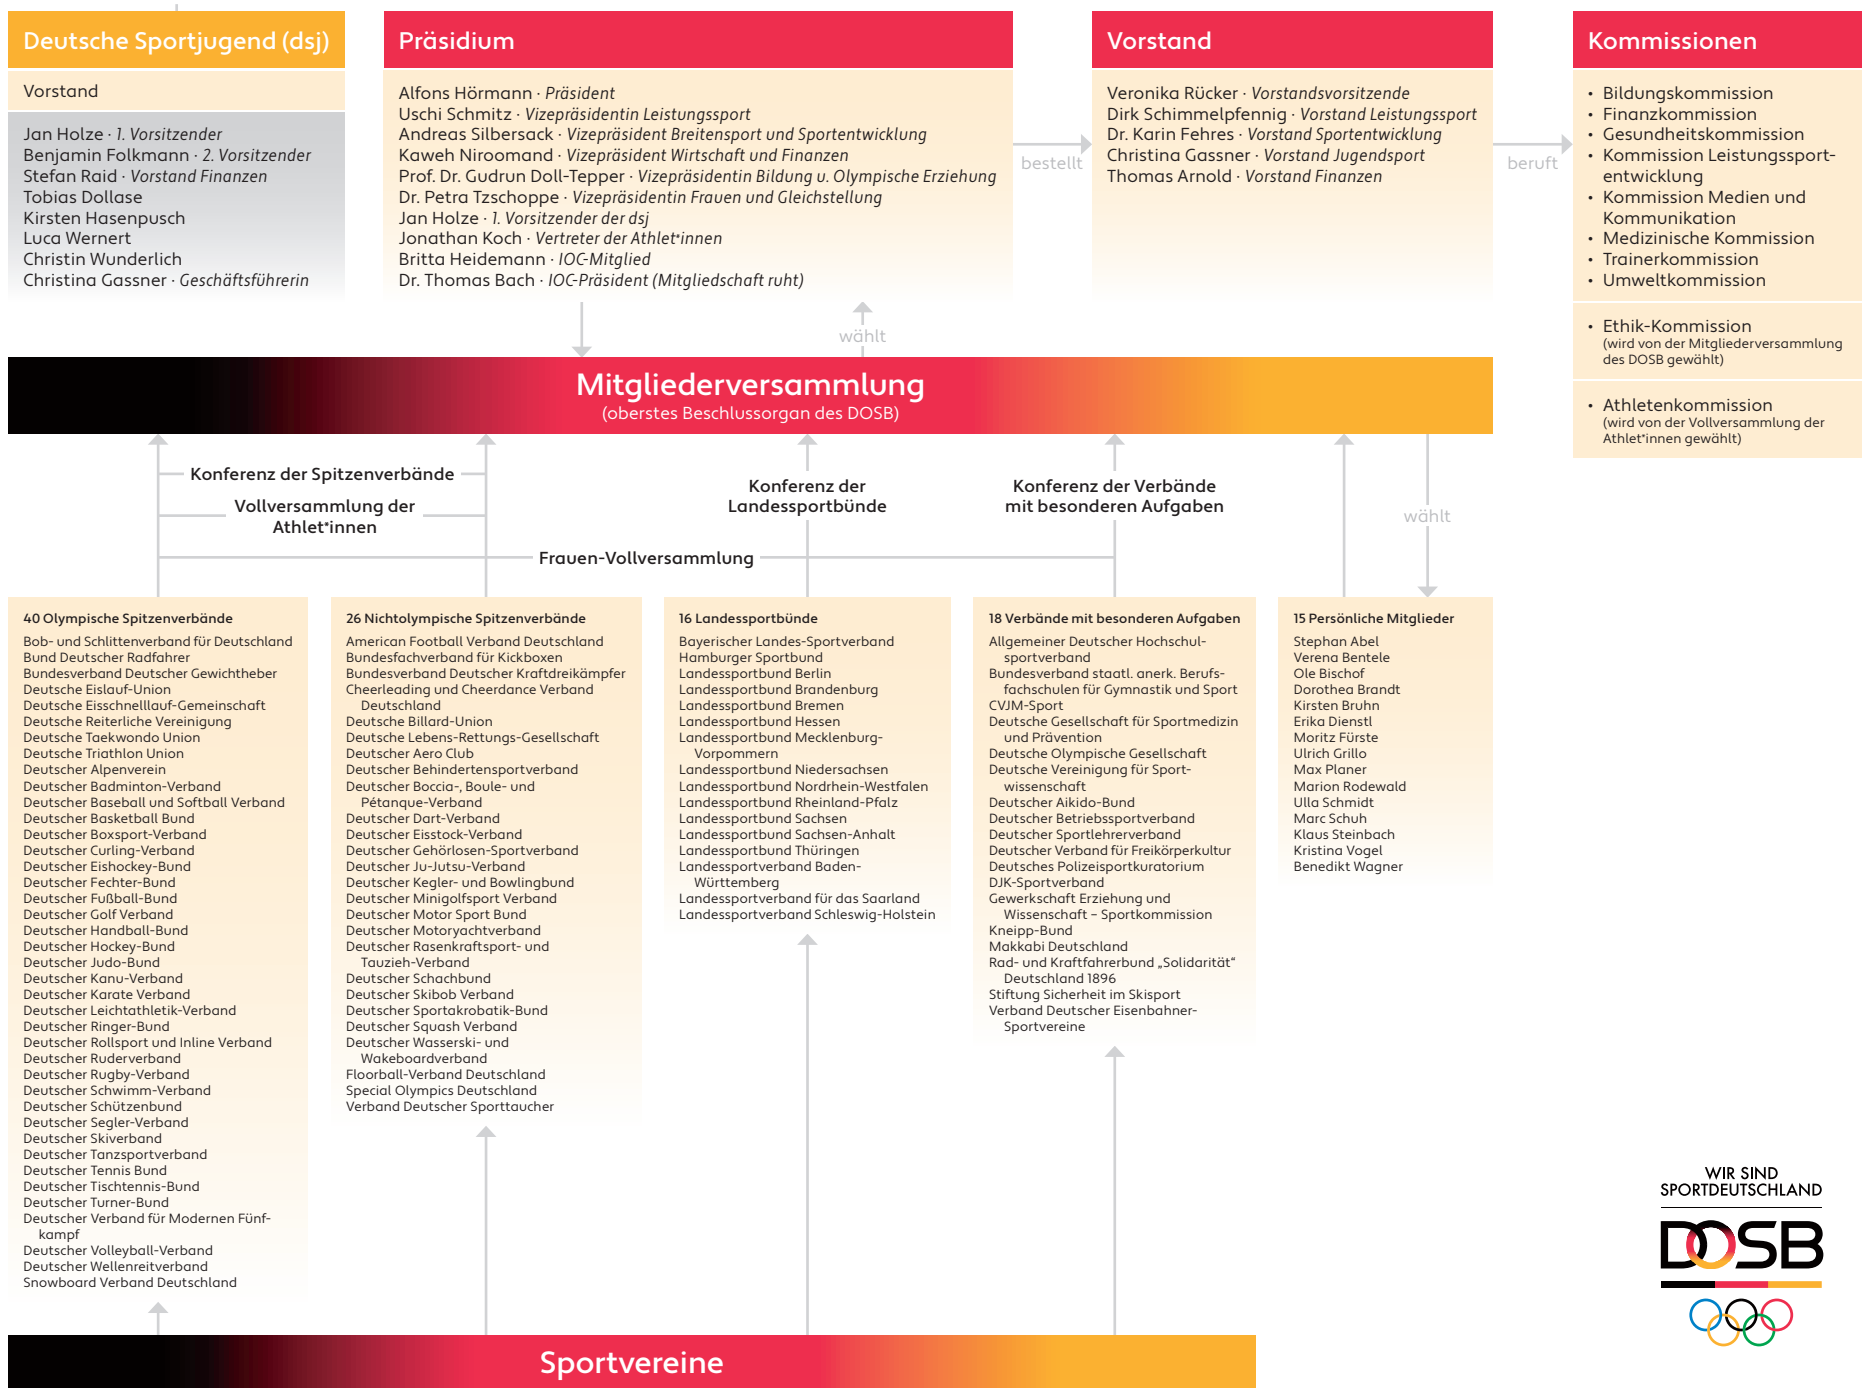 Deutsche Sportjugend (dsj)
Vorstand
Jan Holze · 1. Vorsitzender
Benjamin Folkmann · 2. Vorsitzender
Stefan Raid · Vorstand Finanzen
Tobias Dollase
Kirsten Hasenpusch
Luca Wernert
Christin Wunderlich
Christina Gassner · Geschäftsführerin
Präsidium
Alfons Hörmann · Präsident
Uschi Schmitz · Vizepräsidentin Leistungssport
Andreas Silbersack · Vizepräsident Breitensport und Sportentwicklung
Kaweh Niroomand · Vizepräsident Wirtschaft und Finanzen
Prof. Dr. Gudrun Doll-Tepper · Vizepräsidentin Bildung u. Olympische Erziehung
Dr. Petra Tzschoppe · Vizepräsidentin Frauen und Gleichstellung
Jan Holze · 1. Vorsitzender der dsj
Jonathan Koch · Vertreter der Athlet*innen
Britta Heidemann · IOC-Mitglied
Dr. Thomas Bach · IOC-Präsident (Mitgliedschaft ruht)
bestellt
Vorstand
Veronika Rücker · Vorstandsvorsitzende
Dirk Schimmelpfennig · Vorstand Leistungssport
Dr. Karin Fehres · Vorstand Sportentwicklung
Christina Gassner · Vorstand Jugendsport
Thomas Arnold · Vorstand Finanzen
beruft
Kommissionen
• Bildungskommission
• Finanzkommission
• Gesundheitskommission
• Kommission Leistungssport-
entwicklung
• Kommission Medien und
Kommunikation
• Medizinische Kommission
• Trainerkommission
• Umweltkommission
• Ethik-Kommission
(wird von der Mitgliederversammlung
des DOSB gewählt)
• Athletenkommission
(wird von der Vollversammlung der
Athlet*innen gewählt)
wählt
Mitgliederversammlung
(oberstes Beschlussorgan des DOSB)
Konferenz der Spitzenverbände
Vollversammlung der
Athlet*innen
Konferenz der
Landessportbünde
Konferenz der Verbände
mit besonderen Aufgaben
wählt
Frauen-Vollversammlung
40 Olympische Spitzenverbände
Bob- und Schlittenverband für Deutschland
Bund Deutscher Radfahrer
Bundesverband Deutscher Gewichtheber
Deutsche Eislauf-Union
Deutsche Eisschnelllauf-Gemeinschaft
Deutsche Reiterliche Vereinigung
Deutsche Taekwondo Union
Deutsche Triathlon Union
Deutscher Alpenverein
Deutscher Badminton-Verband
Deutscher Baseball und Softball Verband
Deutscher Basketball Bund
Deutscher Boxsport-Verband
Deutscher Curling-Verband
Deutscher Eishockey-Bund
Deutscher Fechter-Bund
Deutscher Fußball-Bund
Deutscher Golf Verband
Deutscher Handball-Bund
Deutscher Hockey-Bund
Deutscher Judo-Bund
Deutscher Kanu-Verband
Deutscher Karate Verband
Deutscher Leichtathletik-Verband
Deutscher Ringer-Bund
Deutscher Rollsport und Inline Verband
Deutscher Ruderverband
Deutscher Rugby-Verband
Deutscher Schwimm-Verband
Deutscher Schützenbund
Deutscher Segler-Verband
Deutscher Skiverband
Deutscher Tanzsportverband
Deutscher Tennis Bund
Deutscher Tischtennis-Bund
Deutscher Turner-Bund
Deutscher Verband für Modernen Fünf-
kampf
Deutscher Volleyball-Verband
Deutscher Wellenreitverband
Snowboard Verband Deutschland
26 Nichtolympische Spitzenverbände
American Football Verband Deutschland
Bundesfachverband für Kickboxen
Bundesverband Deutscher Kraftdreikämpfer
Cheerleading und Cheerdance Verband
Deutschland
Deutsche Billard-Union
Deutsche Lebens-Rettungs-Gesellschaft
Deutscher Aero Club
Deutscher Behindertensportverband
Deutscher Boccia-, Boule- und
Pétanque-Verband
Deutscher Dart-Verband
Deutscher Eisstock-Verband
Deutscher Gehörlosen-Sportverband
Deutscher Ju-Jutsu-Verband
Deutscher Kegler- und Bowlingbund
Deutscher Minigolfsport Verband
Deutscher Motor Sport Bund
Deutscher Motoryachtverband
Deutscher Rasenkraftsport- und
Tauzieh-Verband
Deutscher Schachbund
Deutscher Skibob Verband
Deutscher Sportakrobatik-Bund
Deutscher Squash Verband
Deutscher Wasserski- und
Wakeboardverband
Floorball-Verband Deutschland
Special Olympics Deutschland
Verband Deutscher Sporttaucher
16 Landessportbünde
Bayerischer Landes-Sportverband
Hamburger Sportbund
Landessportbund Berlin
Landessportbund Brandenburg
Landessportbund Bremen
Landessportbund Hessen
Landessportbund Mecklenburg-
Vorpommern
Landessportbund Niedersachsen
Landessportbund Nordrhein-Westfalen
Landessportbund Rheinland-Pfalz
Landessportbund Sachsen
Landessportbund Sachsen-Anhalt
Landessportbund Thüringen
Landessportverband Baden-
Württemberg
Landessportverband für das Saarland
Landessportverband Schleswig-Holstein
18 Verbände mit besonderen Aufgaben
Allgemeiner Deutscher Hochschul-
sportverband
Bundesverband staatl. anerk. Berufs-
fachschulen für Gymnastik und Sport
CVJM-Sport
Deutsche Gesellschaft für Sportmedizin
und Prävention
Deutsche Olympische Gesellschaft
Deutsche Vereinigung für Sport-
wissenschaft
Deutscher Aikido-Bund
Deutscher Betriebssportverband
Deutscher Sportlehrerverband
Deutscher Verband für Freikörperkultur
Deutsches Polizeisportkuratorium
DJK-Sportverband
Gewerkschaft Erziehung und
Wissenschaft – Sportkommission
Kneipp-Bund
Makkabi Deutschland
Rad- und Kraftfahrerbund „Solidarität“
Deutschland 1896
Stiftung Sicherheit im Skisport
Verband Deutscher Eisenbahner-
Sportvereine
15 Persönliche Mitglieder
Stephan Abel
Verena Bentele
Ole Bischof
Dorothea Brandt
Kirsten Bruhn
Erika Dienstl
Moritz Fürste
Ulrich Grillo
Max Planer
Marion Rodewald
Ulla Schmidt
Marc Schuh
Klaus Steinbach
Kristina Vogel
Benedikt Wagner
WIR SIND
SPORTDEUTSCHLAND
DOSB
Sportvereine